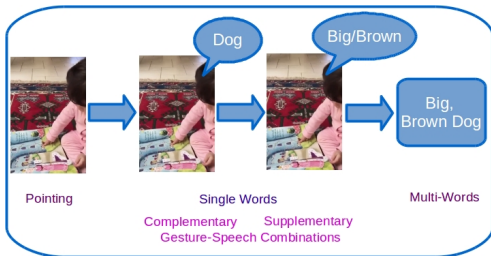 Dog
Big/Brown
Big,
Brown Dog
Pointing
Single Words
Multi-Words
Complementary
Supplementary
Gesture-Speech Combinations